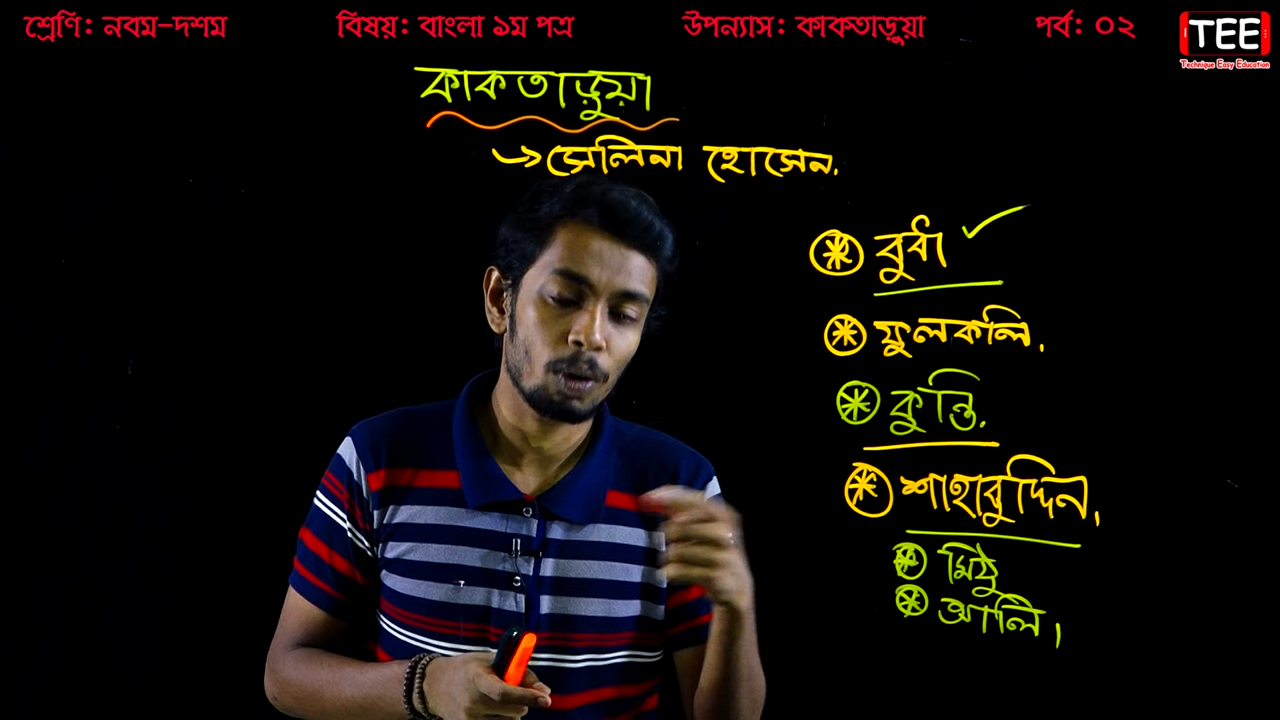 শ্রেণি: নবম-দশম বিষয়: বাংলা ১ম পত্র উপন্যাস: কাকতাড়ুয়া পর্ব: ০২
TEE
Technique Easy Education
কাকতাড়ুয়া
সেলিনা হোসেন.
বুধা
ফুলকলি.
কুন্তি.
শাহাবুদ্দিন,
মিঠু
আলি,